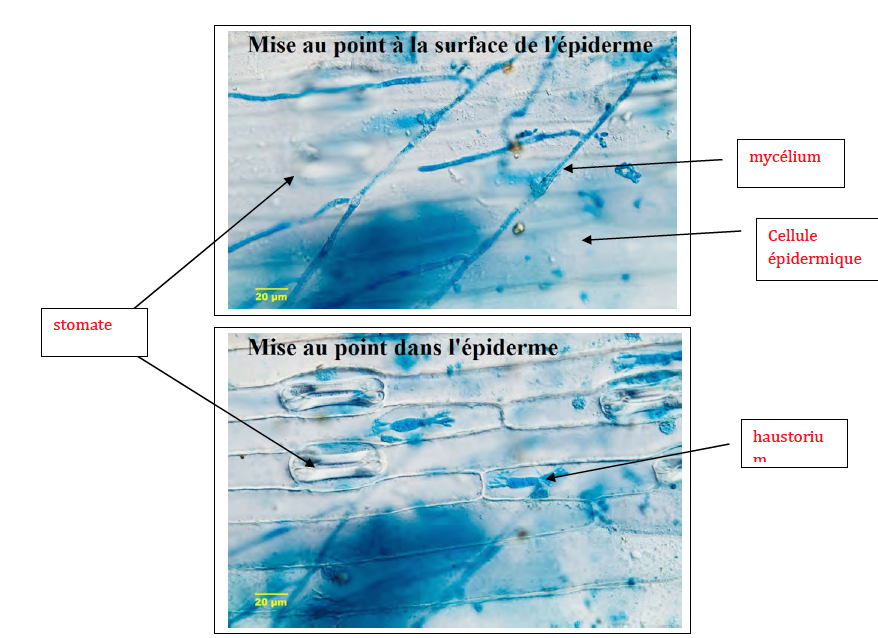 Mise au point à la surface de l'épiderme
mycélium
Cellule
épidermique
20 µm
stomate
Mise au point dans l'épiderme
haustoriu
m
20 µm